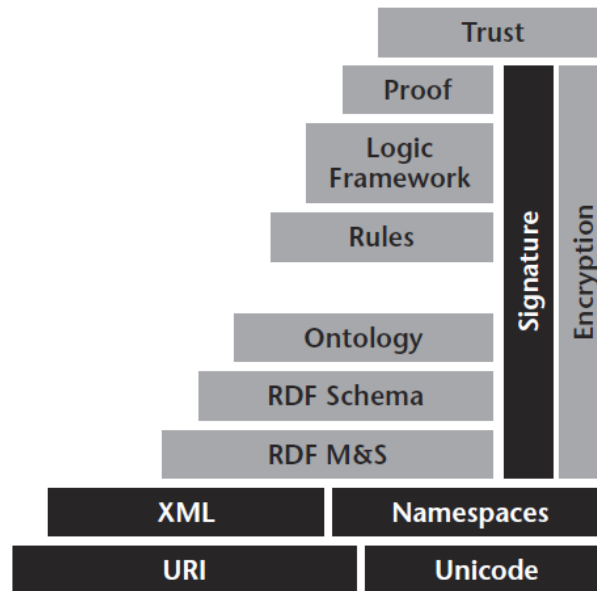 Trust
Proof
Logic
Framework
Rules
Ontology
RDF Schema
RDF M&S
Signature
Encryption
XML
Namespaces
URI
Unicode